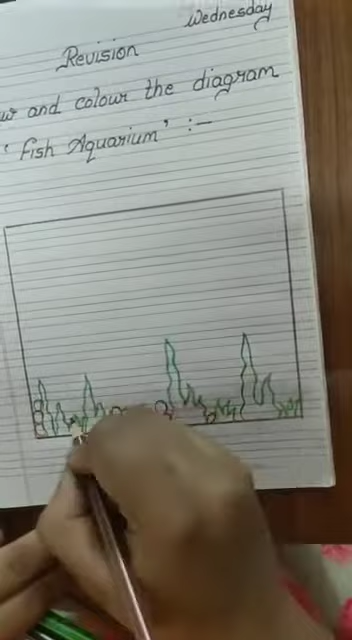 Wednesday
Revision
and colour the diagram
' Fish Aquarium' :-